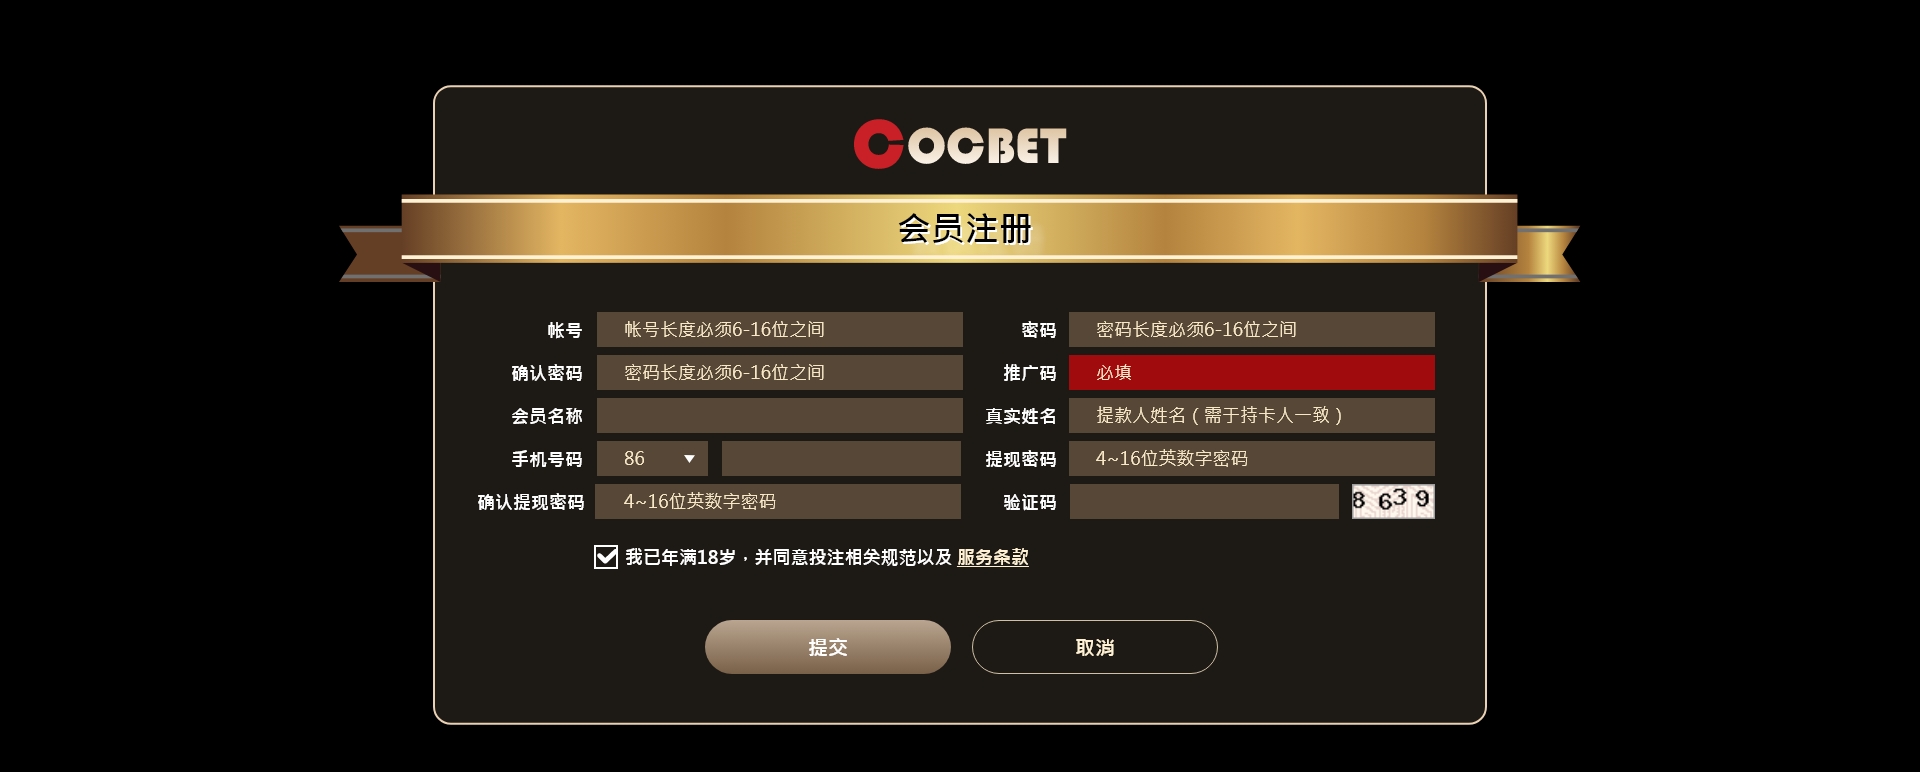 COCBET
会员注册
帐号 帐号长度必须6-16位之间 密码 密码长度必须6-16位之间
确认密码 密码长度必须6-16位之间 推广码 必填
会员名称 真实姓名 提款人姓名(需于持卡人一致)
手机号码 86 提现密码 4~16位英数字密码
确认提现密码 4~16位英数字密码 验证码 8 6 3 9
我已年满18岁，并同意投注相关规范以及 服务条款
提交 取消